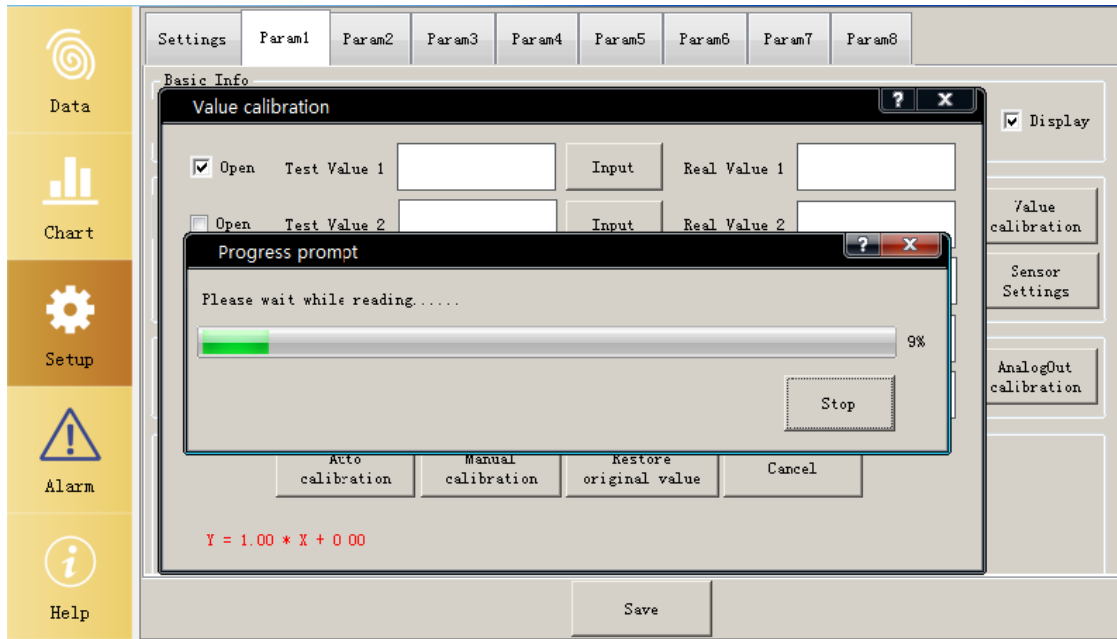 Data
Chart
Setup
Alarm
Help
Settings Param1 Param2 Param3 Param4 Param5 Param6 Param7 Param8
Basic Info
Display
Value calibration
? x
Open Test Value 1 Input Real Value 1
Open Test Value 2 Input Real Value 2
Progress prompt
? x
Please wait while reading......
9%
Stop
Auto
calibration
Manual
calibration
Restore
original value
Cancel
Y = 1.00 * X + 0 00
Value
calibration
Sensor
Settings
AnalogOut
calibration
Save